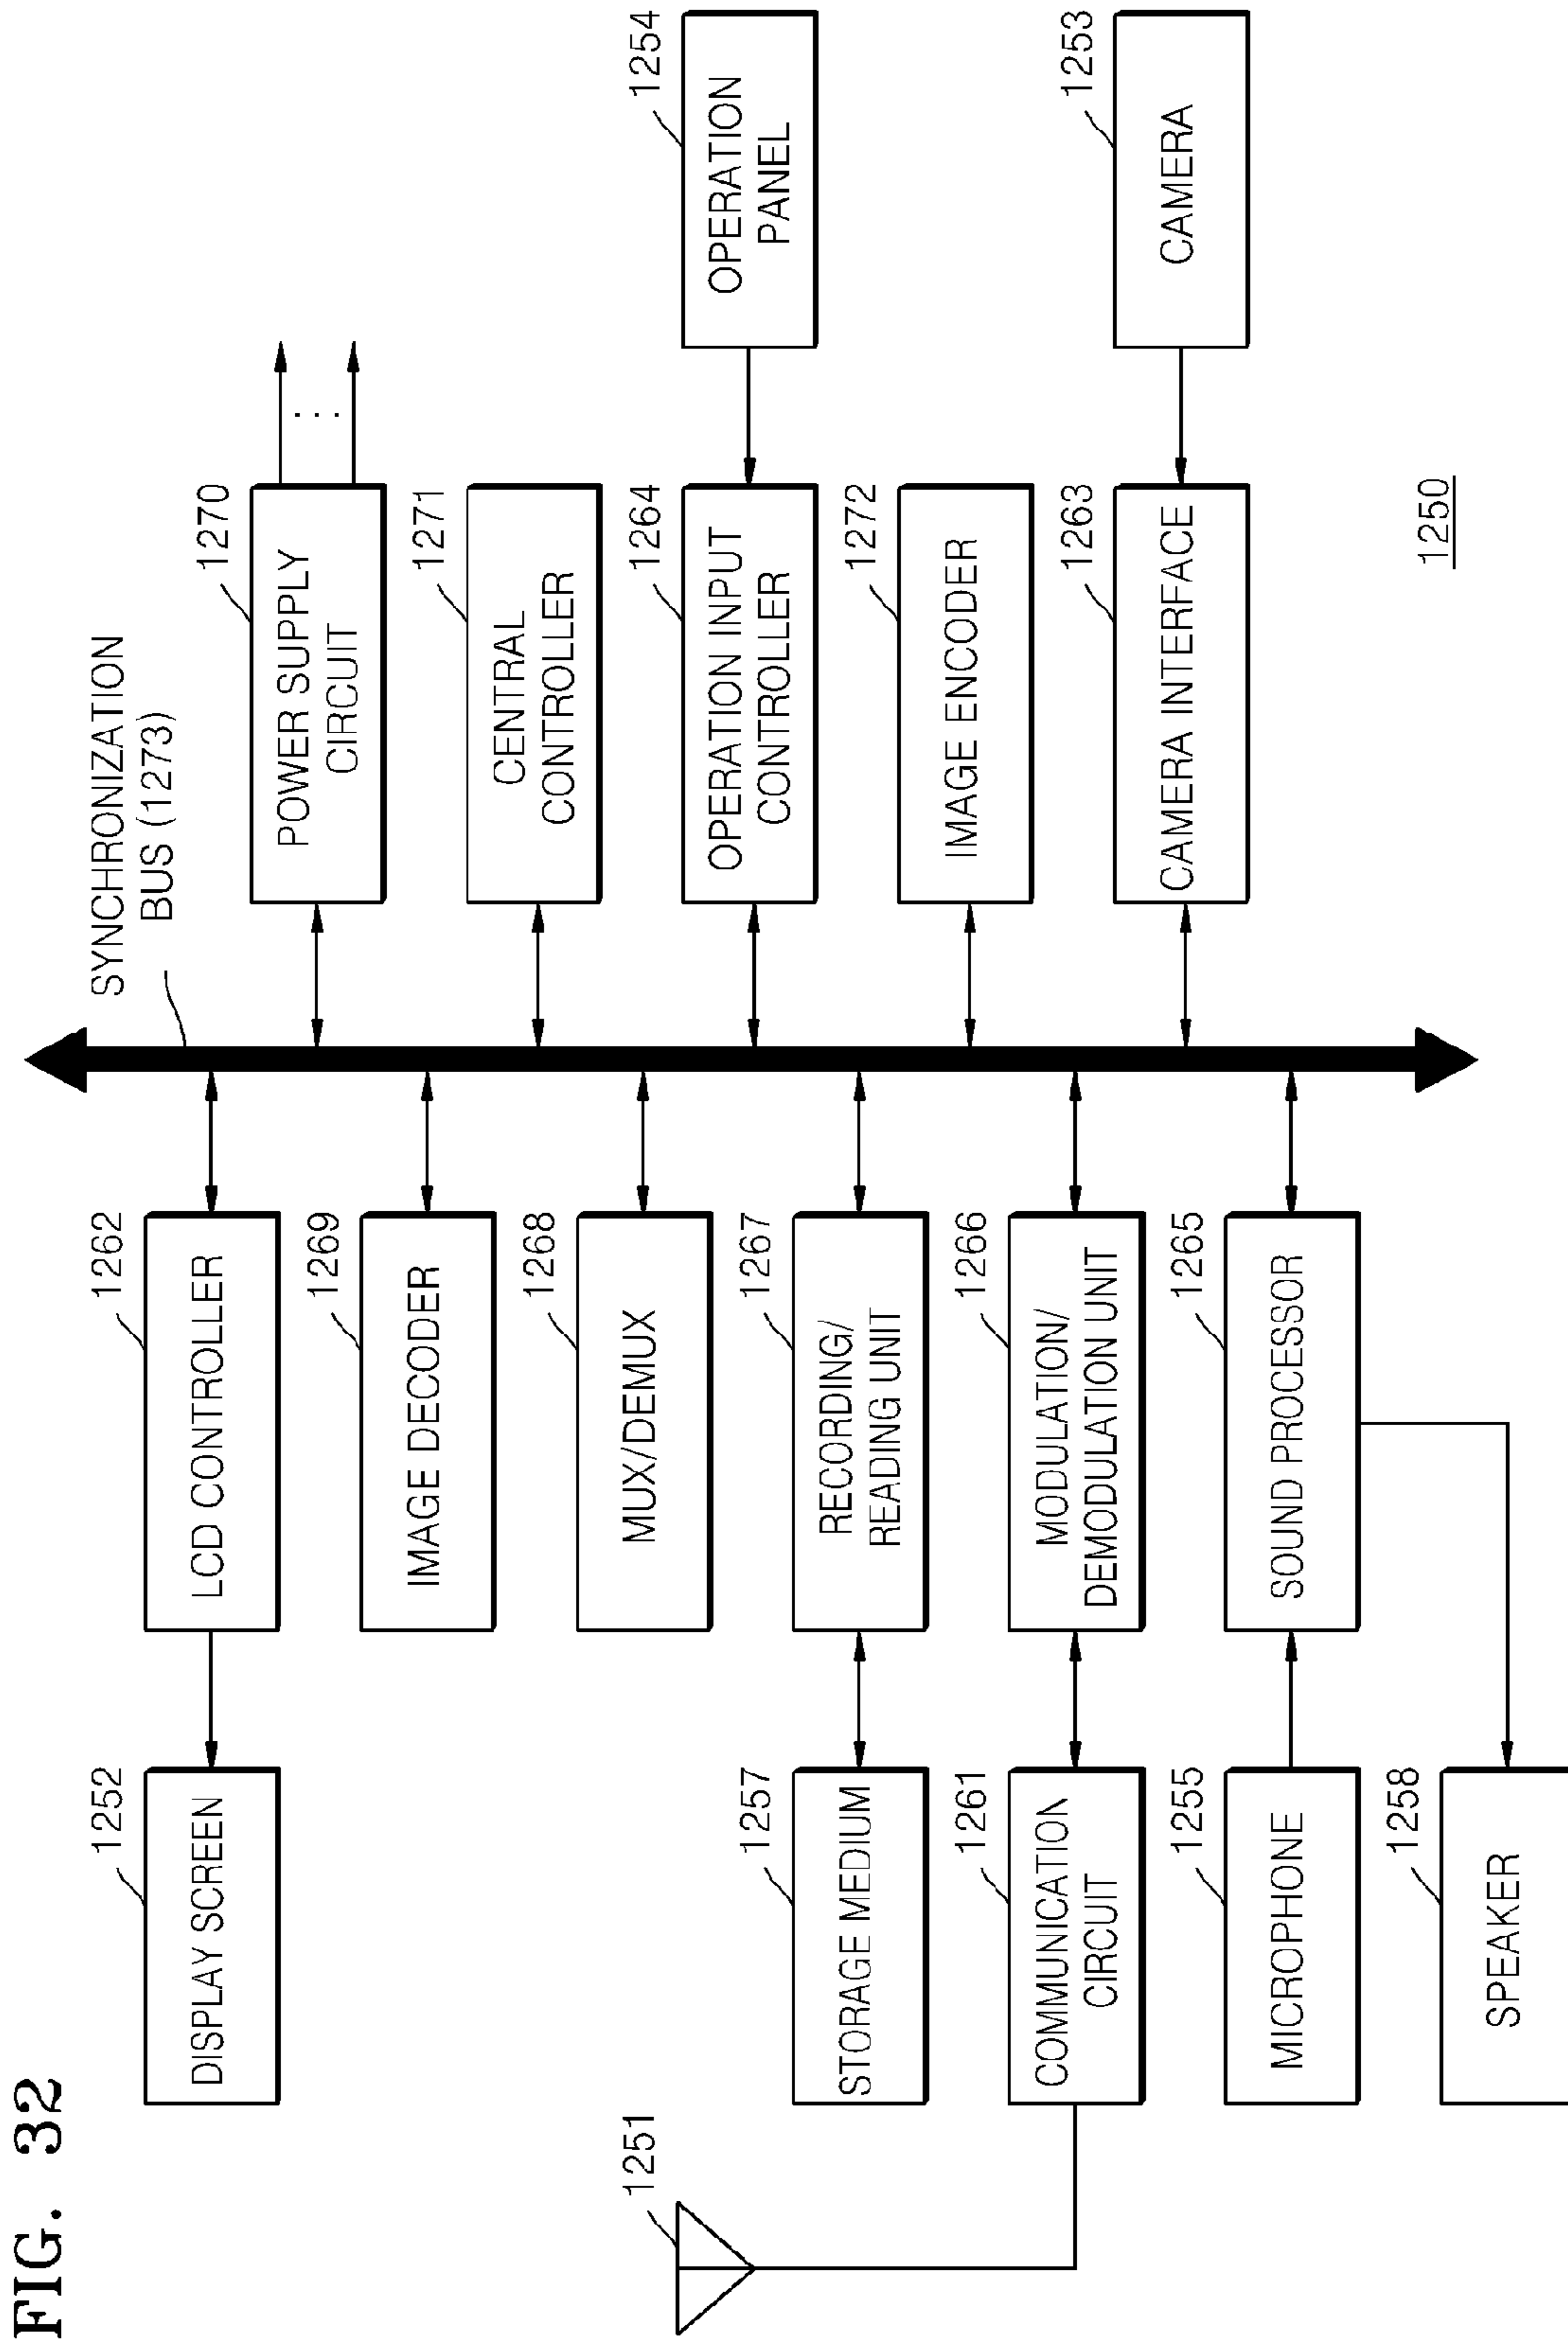 FIG. 32
1251
1252
DISPLAY SCREEN
1257
STORAGE MEDIUM
1261
COMMUNICATION
CIRCUIT
1255
MICROPHONE
1258
SPEAKER
1262
LCD CONTROLLER
1269
IMAGE DECODER
1268
MUX/DEMUX
1267
RECORDING/
READING UNIT
1266
MODULATION/
DEMODULATION UNIT
1265
SOUND PROCESSOR
SYNCHRONIZATION
BUS (1273)
1270
POWER SUPPLY
CIRCUIT
...
1271
CENTRAL
CONTROLLER
1264
OPERATION INPUT
CONTROLLER
1272
IMAGE ENCODER
1263
CAMERA INTERFACE
1254
OPERATION
PANEL
1253
CAMERA
1250